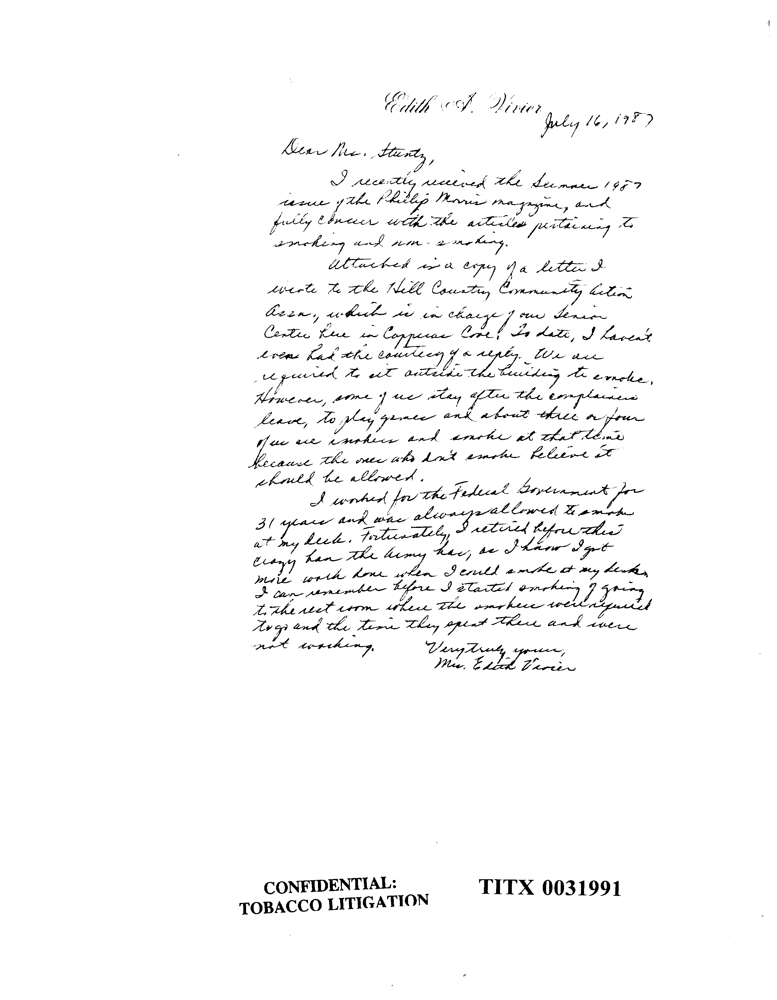 Edith A. Vivier
July 16, 1987
Dear Mr. Stuntz,
I recently received the Summer 1987
issue of the Philip Morris magazine, and
fully concur with the articles pertaining to
smoking and non-smoking.
Attached is a copy of a letter I
wrote to the Hill Country Community Action
Assn., which is in charge of our Senior
Center here in Copperas Cove. To date, I haven't
even had the courtesy of a reply. We are
required to sit outside the building to smoke.
However, some of us stay after the complainers
leave, to play games and about three or four
of us are smokers and smoke at that time
because the ones who don't smoke believe it
should be allowed.
I worked for the Federal Government for
31 years and was always allowed to smoke
at my desk. Fortunately, I retired before this
crazy ban the Army has, as I know I got
more work done when I could smoke at my desk.
I can remember before I started smoking of going
to the rest room where the smokers were required
to go and the time they spent there and were
not working.
Very truly yours,
Mrs. Edith Vivier
CONFIDENTIAL:
TOBACCO LITIGATION
TITX 0031991